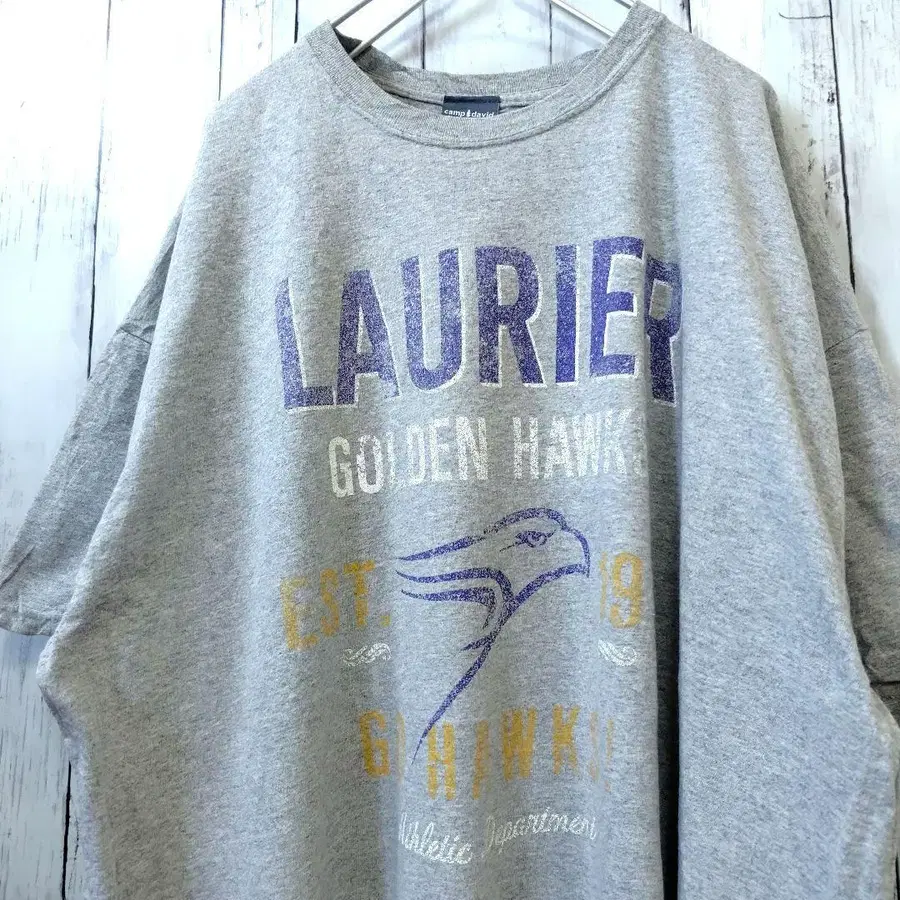 camp david
LAURIER
GOLDEN HAWKS
EST. 19
GO HAWKS!
Athletic Department